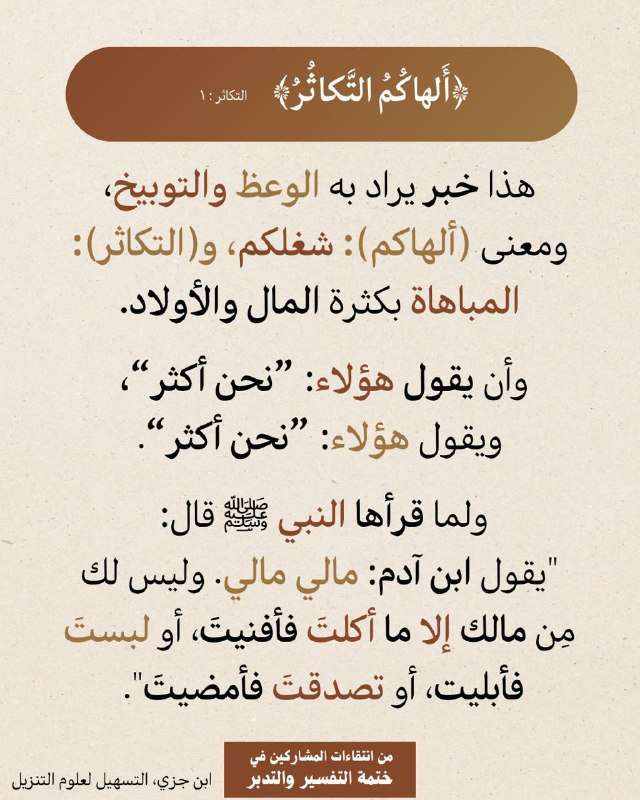 ﴿أَلهاكُمُ التَّكاثُرُ﴾ التكاثر : ١
هذا خبر يراد به الوعظ والتوبيخ،
ومعنى (ألهاكم): شغلكم، و(التكاثر):
المباهاة بكثرة المال والأولاد.
وأن يقول هؤلاء: ”نحن أكثر“،
ويقول هؤلاء: ”نحن أكثر“.
ولما قرأها النبي ﷺ قال:
"يقول ابن آدم: مالي مالي. وليس لك
مِن مالك إلا ما أكلتَ فأفنيتَ، أو لبستَ
فأبليت، أو تصدقتَ فأمضيتَ".
من انتقاءات المشاركين في
ختمة التفسير والتدبر
ابن جزي، التسهيل لعلوم التنزيل